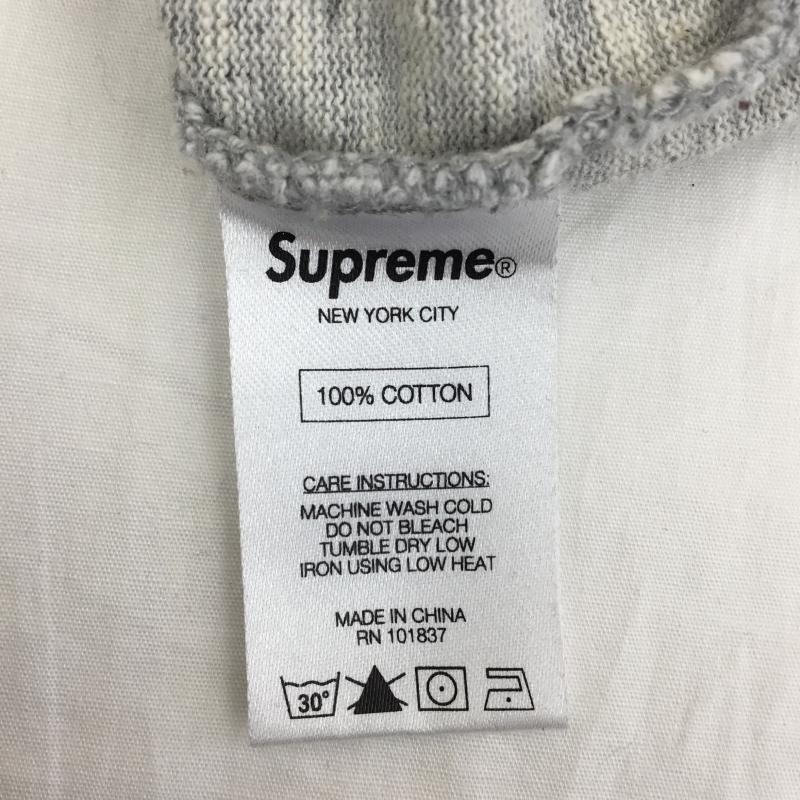 Supreme®
NEW YORK CITY
100% COTTON
CARE INSTRUCTIONS:
MACHINE WASH COLD
DO NOT BLEACH
TUMBLE DRY LOW
IRON USING LOW HEAT
MADE IN CHINA
RN 101837
30°